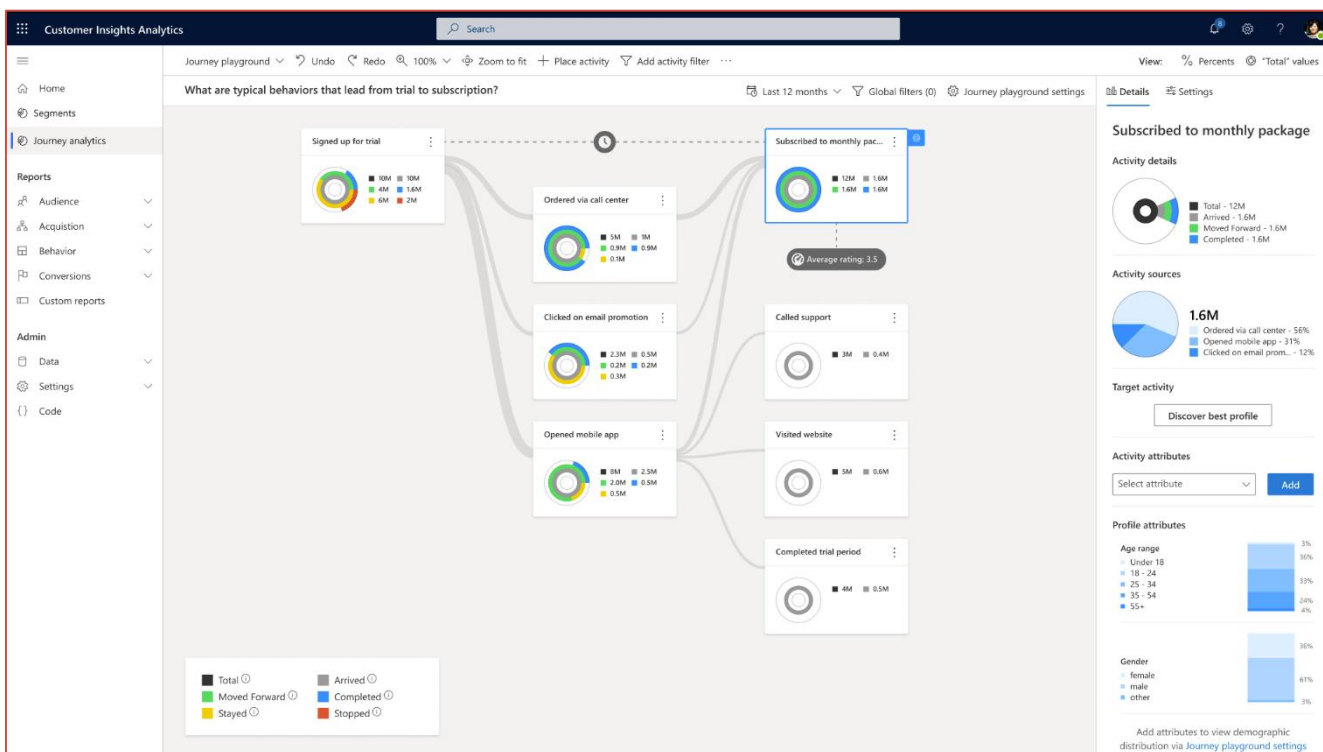 Customer Insights Analytics
Search
8
?
Journey playground
Undo
Redo
100%
Zoom to fit
Place activity
Add activity filter
View:
Percents
"Total" values
Home
Segments
Journey analytics
Reports
Audience
Acquistion
Behavior
Conversions
Custom reports
Admin
Data
Settings
{} Code
What are typical behaviors that lead from trial to subscription?
Last 12 months
Global filters (0)
Journey playground settings
Signed up for trial
10M 10M
4M 1.6M
6M 2M
Ordered via call center
5M 1M
0.9M 0.9M
0.1M
Clicked on email promotion
2.3M 0.5M
0.2M 0.2M
0.3M
Opened mobile app
8M 2.5M
2.0M 0.5M
0.5M
Subscribed to monthly pac...
12M 1.6M
1.6M 1.6M
Average rating: 3.5
Called support
3M 0.4M
Visited website
5M 0.6M
Completed trial period
4M 0.5M
Total Arrived
Moved Forward Completed
Stayed Stopped
Details
Settings
Subscribed to monthly package
Activity details
Total - 12M
Arrived - 1.6M
Moved Forward - 1.6M
Completed - 1.6M
Activity sources
1.6M
Ordered via call center - 56%
Opened mobile app - 31%
Clicked on email prom... - 12%
Target activity
Discover best profile
Activity attributes
Select attribute
Add
Profile attributes
Age range
Under 18
18 - 24
25 - 34
35 - 54
55+
3%
36%
33%
24%
4%
Gender
female
male
other
36%
61%
3%
Add attributes to view demographic
distribution via Journey playground settings